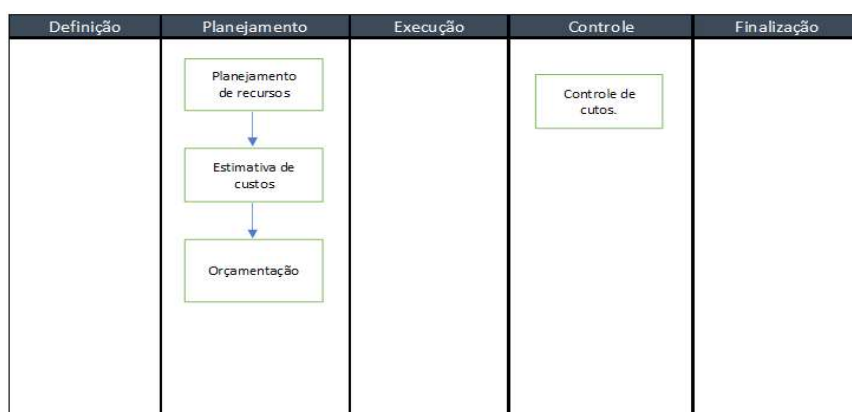 Definição
Planejamento
Execução
Controle
Finalização
Planejamento
de recursos
Estimativa de
custos
Orçamentação
Controle de
cutos.